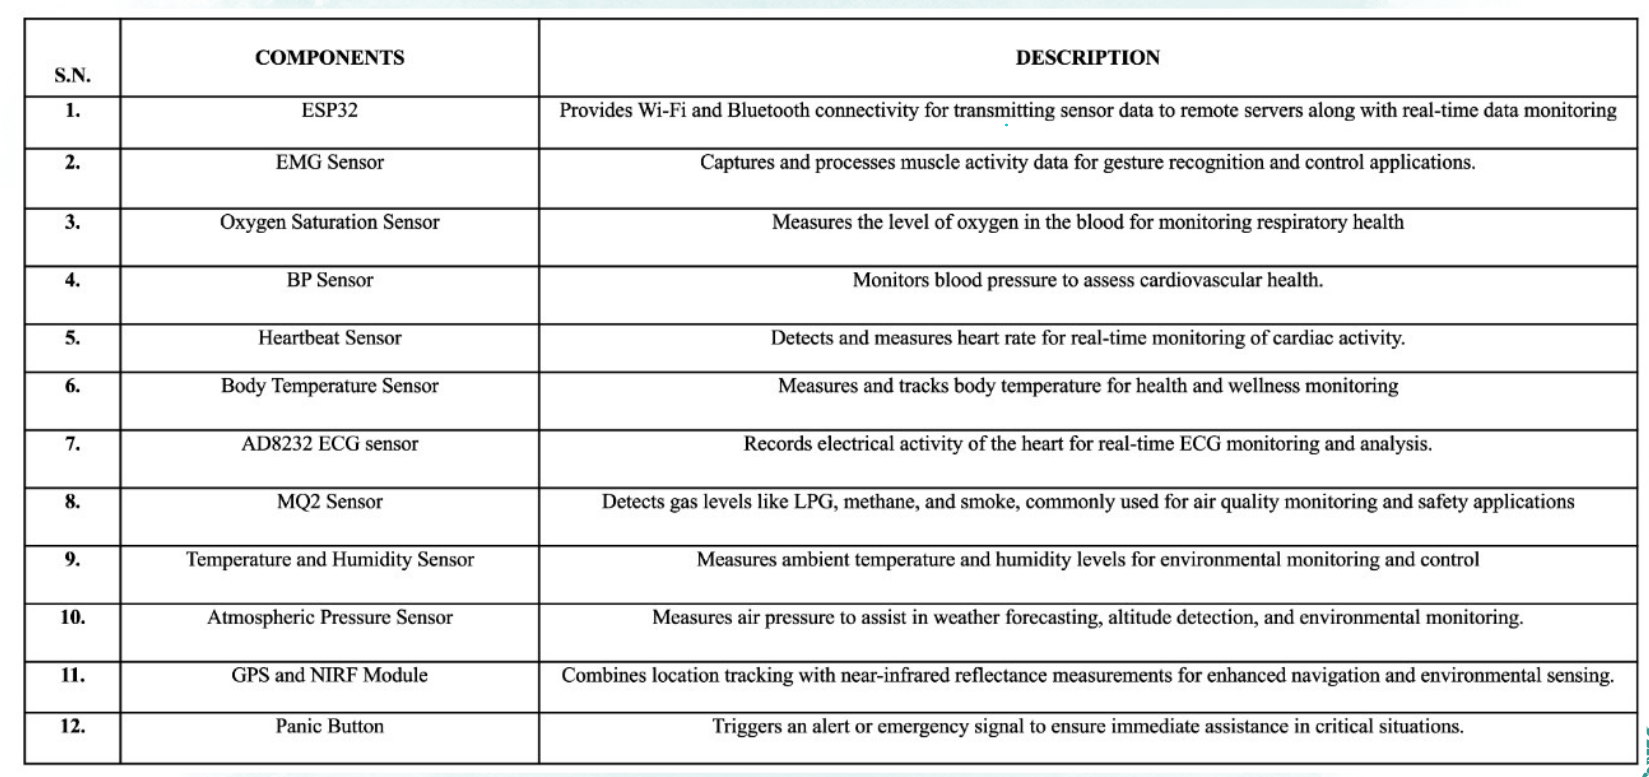 S.N. COMPONENTS DESCRIPTION
1. ESP32 Provides Wi-Fi and Bluetooth connectivity for transmitting sensor data to remote servers along with real-time data monitoring
2. EMG Sensor Captures and processes muscle activity data for gesture recognition and control applications.
3. Oxygen Saturation Sensor Measures the level of oxygen in the blood for monitoring respiratory health
4. BP Sensor Monitors blood pressure to assess cardiovascular health.
5. Heartbeat Sensor Detects and measures heart rate for real-time monitoring of cardiac activity.
6. Body Temperature Sensor Measures and tracks body temperature for health and wellness monitoring
7. AD8232 ECG sensor Records electrical activity of the heart for real-time ECG monitoring and analysis.
8. MQ2 Sensor Detects gas levels like LPG, methane, and smoke, commonly used for air quality monitoring and safety applications
9. Temperature and Humidity Sensor Measures ambient temperature and humidity levels for environmental monitoring and control
10. Atmospheric Pressure Sensor Measures air pressure to assist in weather forecasting, altitude detection, and environmental monitoring.
11. GPS and NIRF Module Combines location tracking with near-infrared reflectance measurements for enhanced navigation and environmental sensing.
12. Panic Button Triggers an alert or emergency signal to ensure immediate assistance in critical situations.